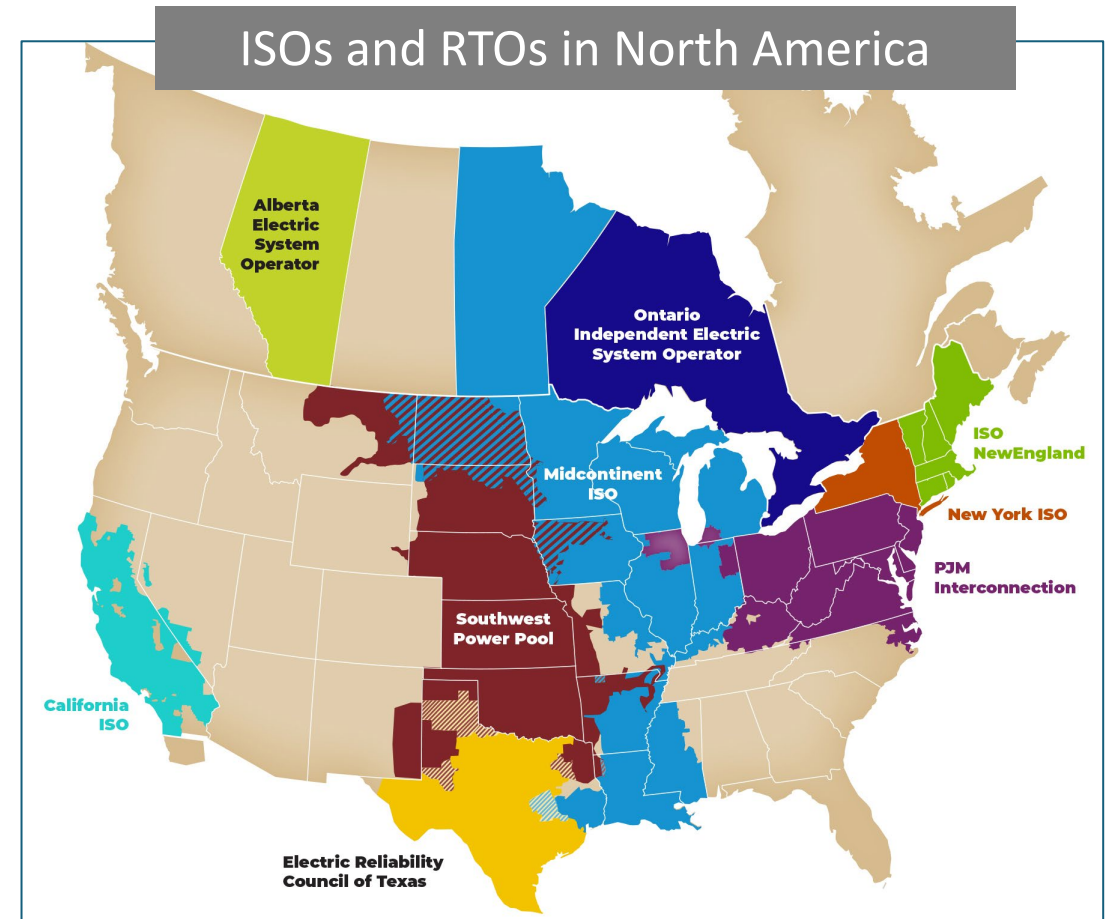 ISOs and RTOs in North America
Alberta
Electric
System
Operator
Ontario
Independent Electric
System Operator
ISO
NewEngland
Midcontinent
ISO
New York ISO
PJM
Interconnection
Southwest
Power Pool
California
ISO
Electric Reliability
Council of Texas